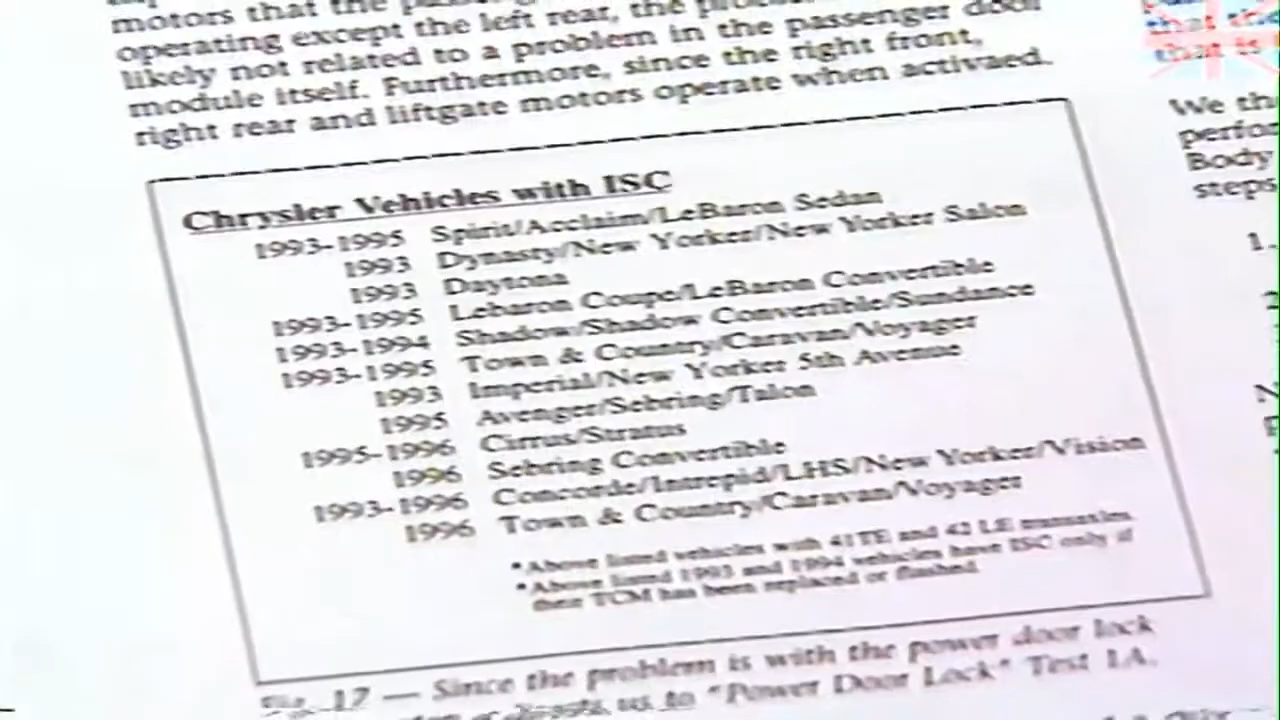 motors that the
operating except the left rear, the
likely not related to a problem in the passenger door
module itself. Furthermore, since the right front,
right rear and liftgate motors operate when activaed.
Chrysler Vehicles with ISC
1993-1995 Spirit/Acclaim/LeBaron Sedan
1993 Dynasty/New Yorker/New Yorker Salon
1993 Daytona
1993-1995 Lebaron Coupe/LeBaron Convertible
1993-1994 Shadow/Shadow Convertible/Sundance
1993-1995 Town & Country/Caravan/Voyager
1993 Imperial/New Yorker 5th Avenue
1995 Avenger/Sebring/Talon
1995-1996 Cirrus/Stratus
1996 Sebring Convertible
1993-1996 Concorde/Intrepid/LHS/New Yorker/Vision
1996 Town & Country/Caravan/Voyager
*Above listed vehicles with 41TE and 42 LE transaxles
*Above listed 1993 and 1994 vehicles have ISC only if
their TCM has been replaced or flashed.
Fig. 17 — Since the problem is with the power door lock
us to "Power Door Lock" Test 1A.
that is
We
Body
steps
1.
2